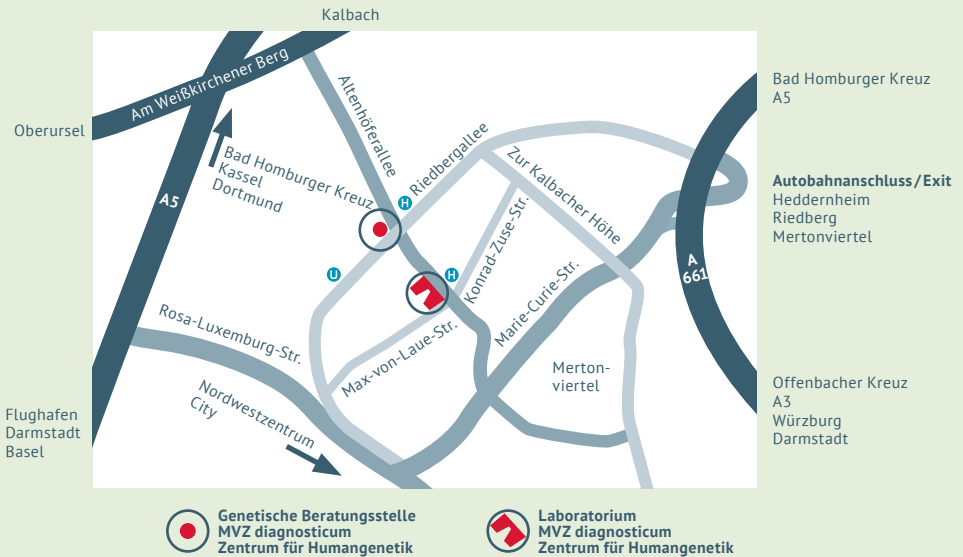 Kalbach
Am Weißkirchener Berg
Oberursel
A5
Bad Homburger Kreuz
Kassel
Dortmund
Altenhöferallee
Riedbergallee
H
Zur Kalbacher Höhe
Konrad-Zuse-Str.
U
H
Marie-Curie-Str.
Max-von-Laue-Str.
Rosa-Luxemburg-Str.
Nordwestzentrum
City
Merton-
viertel
A
661
Bad Homburger Kreuz
A5
Autobahnanschluss/Exit
Heddernheim
Riedberg
Mertonviertel
Offenbacher Kreuz
A3
Würzburg
Darmstadt
Flughafen
Darmstadt
Basel
Genetische Beratungsstelle
MVZ diagnosticum
Zentrum für Humangenetik
Laboratorium
MVZ diagnosticum
Zentrum für Humangenetik